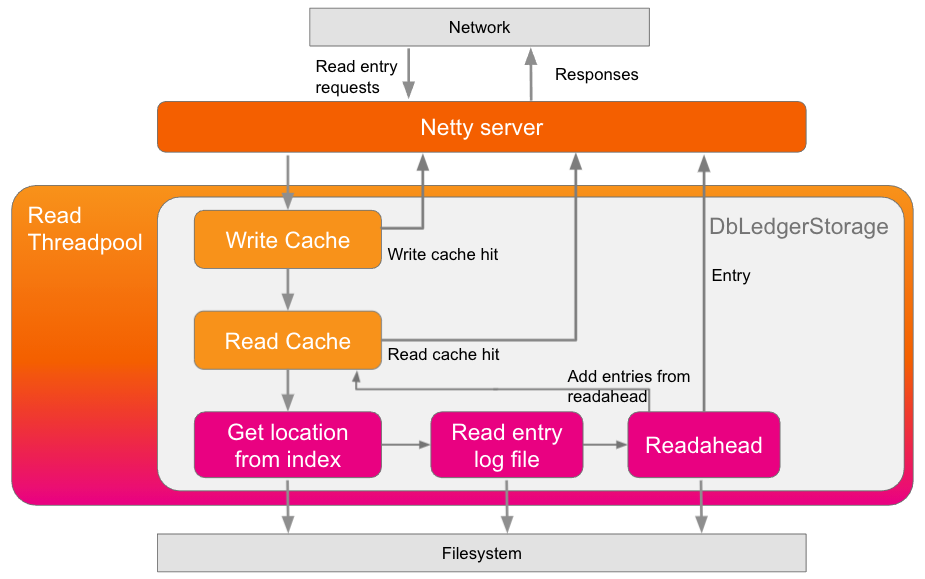 Network
Read entry
requests
Responses
Netty server
Read
Threadpool
DbLedgerStorage
Write Cache
Write cache hit
Entry
Read Cache
Read cache hit
Add entries from
readahead
Get location
from index
Read entry
log file
Readahead
Filesystem